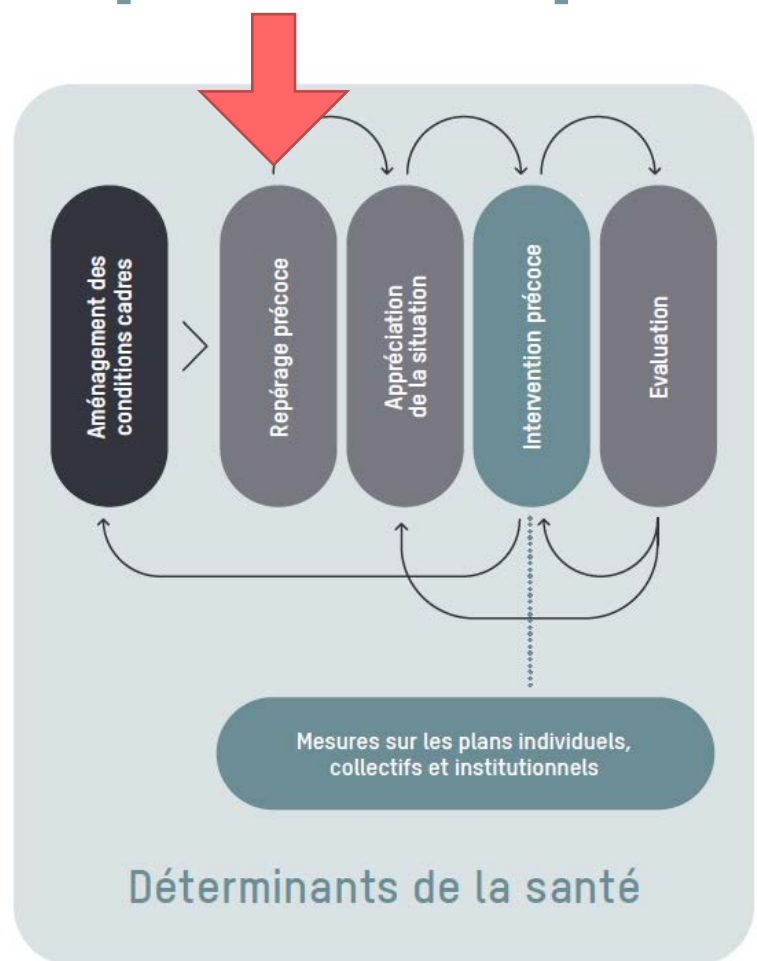 Aménagement des
conditions cadres
Repérage précoce
Appréciation
de la situation
Intervention précoce
Evaluation
Mesures sur les plans individuels,
collectifs et institutionnels
Déterminants de la santé